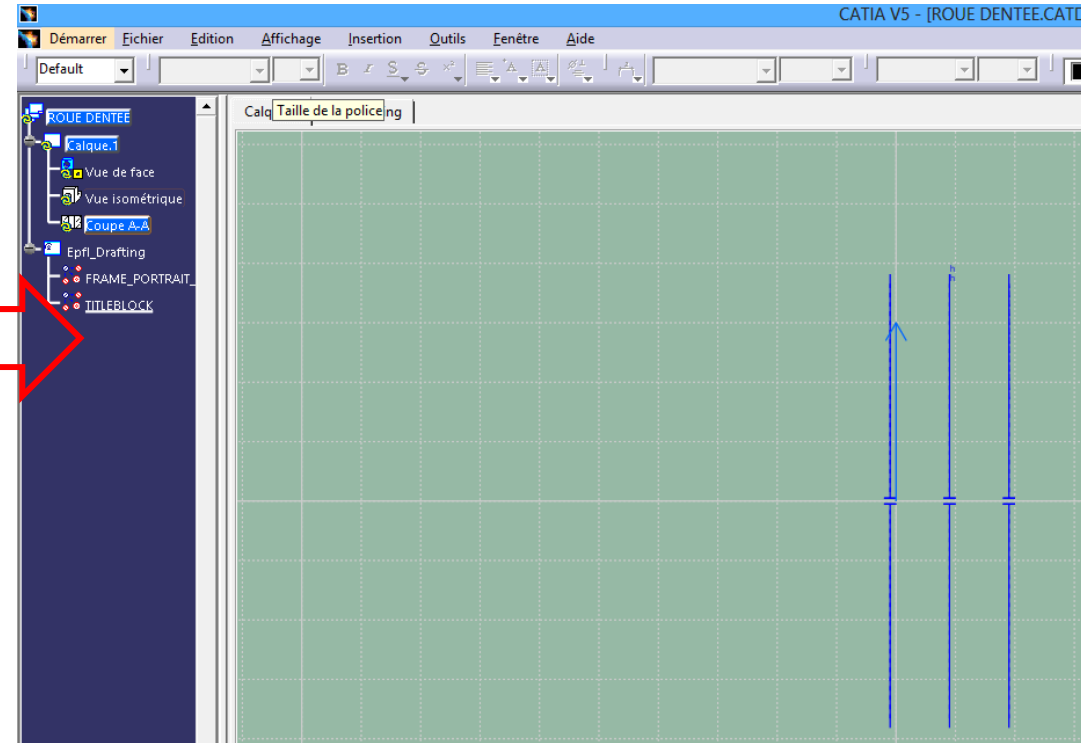 CATIA V5 - [ROUE DENTEE.CATD
Démarrer Fichier Edition Affichage Insertion Outils Fenêtre Aide
Default B I S S x²
Calq Taille de la police ng
ROUE DENTEE
Calque.1
Vue de face
Vue isométrique
Coupe A-A
Epfl_Drafting
FRAME_PORTRAIT_
TITLEBLOCK
h
h